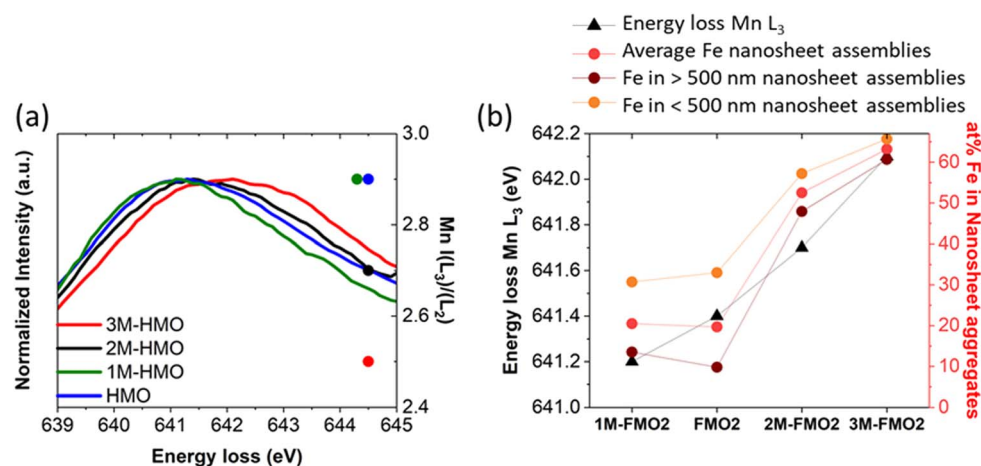 Energy loss Mn L3
Average Fe nanosheet assemblies
Fe in > 500 nm nanosheet assemblies
Fe in < 500 nm nanosheet assemblies
(a)
Normalized Intensity (a.u.)
3M-HMO
2M-HMO
1M-HMO
HMO
639 640 641 642 643 644 645
Energy loss (eV)
3.0
2.8
2.6
2.4
Mn I(L3)/(L2)
(b)
Energy loss Mn L3 (eV)
642.2
642.0
641.8
641.6
641.4
641.2
641.0
1M-FMO2 FMO2 2M-FMO2 3M-FMO2
60
50
40
30
20
10
0
at% Fe in Nanosheet aggregates